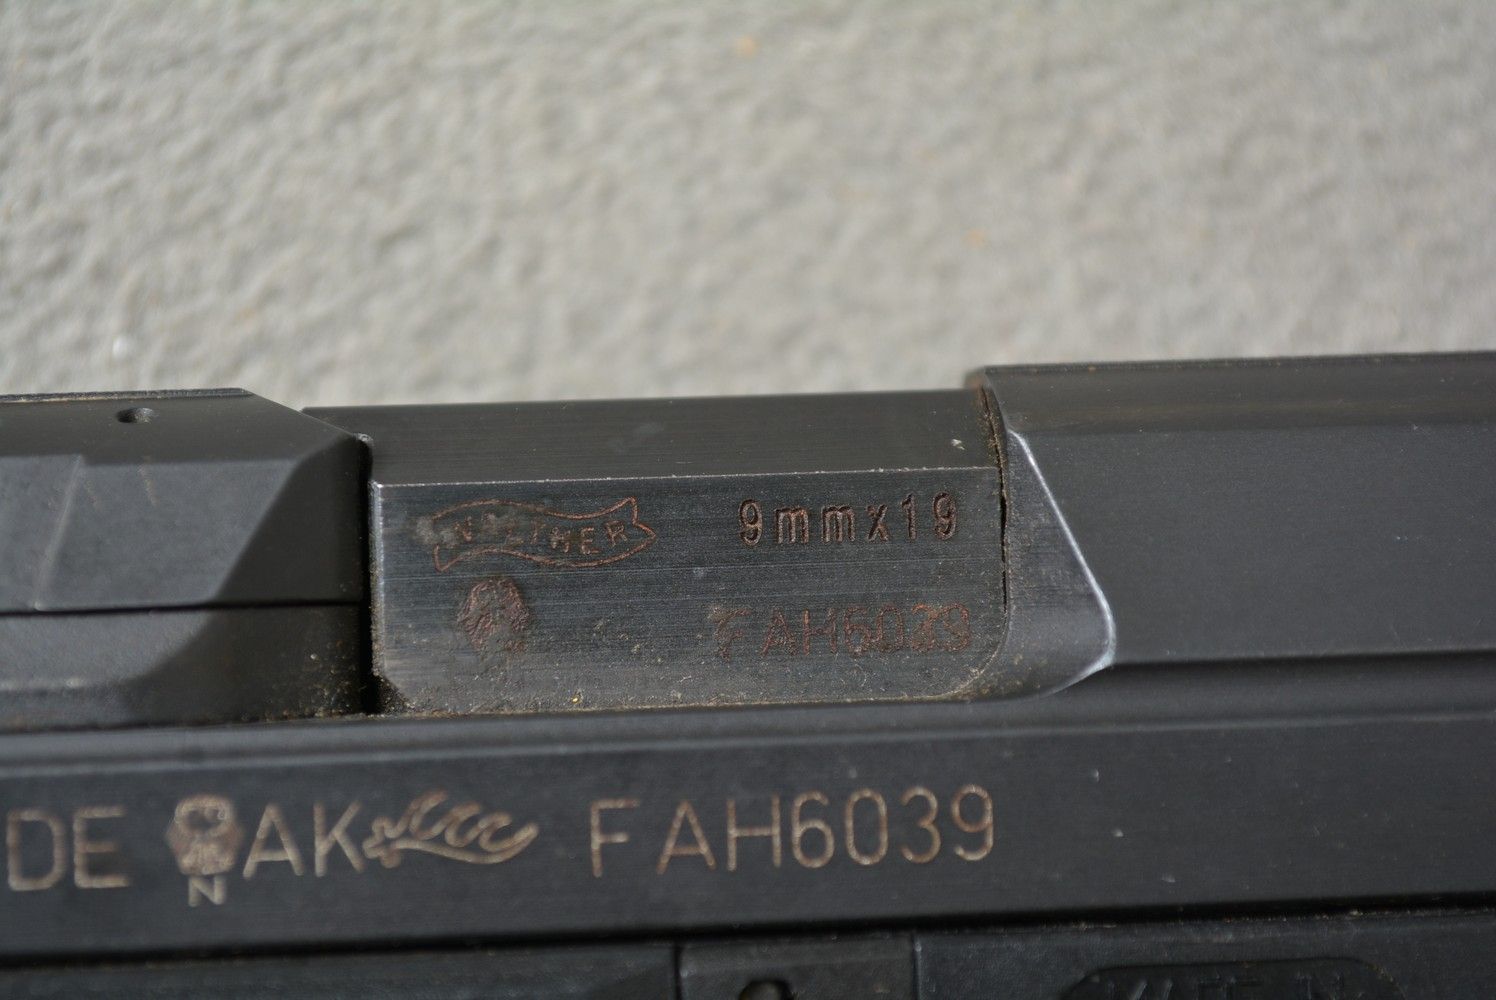 WALTHER
9mmx19
FAH6039
DE N AK FAH6039